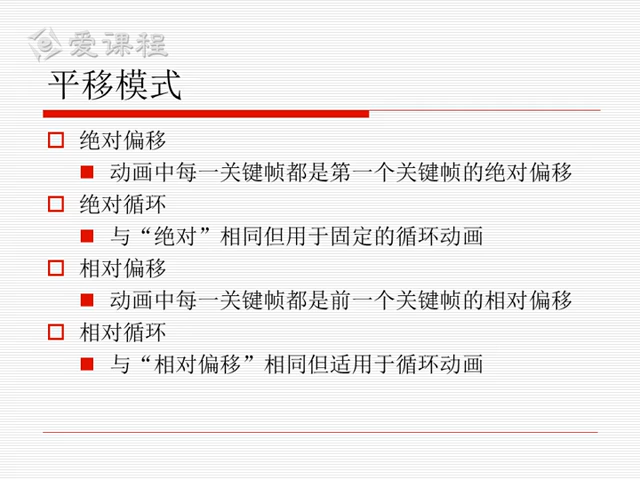 爱课程
平移模式
绝对偏移
动画中每一关键帧都是第一个关键帧的绝对偏移
绝对循环
与“绝对”相同但用于固定的循环动画
相对偏移
动画中每一关键帧都是前一个关键帧的相对偏移
相对循环
与“相对偏移”相同但适用于循环动画